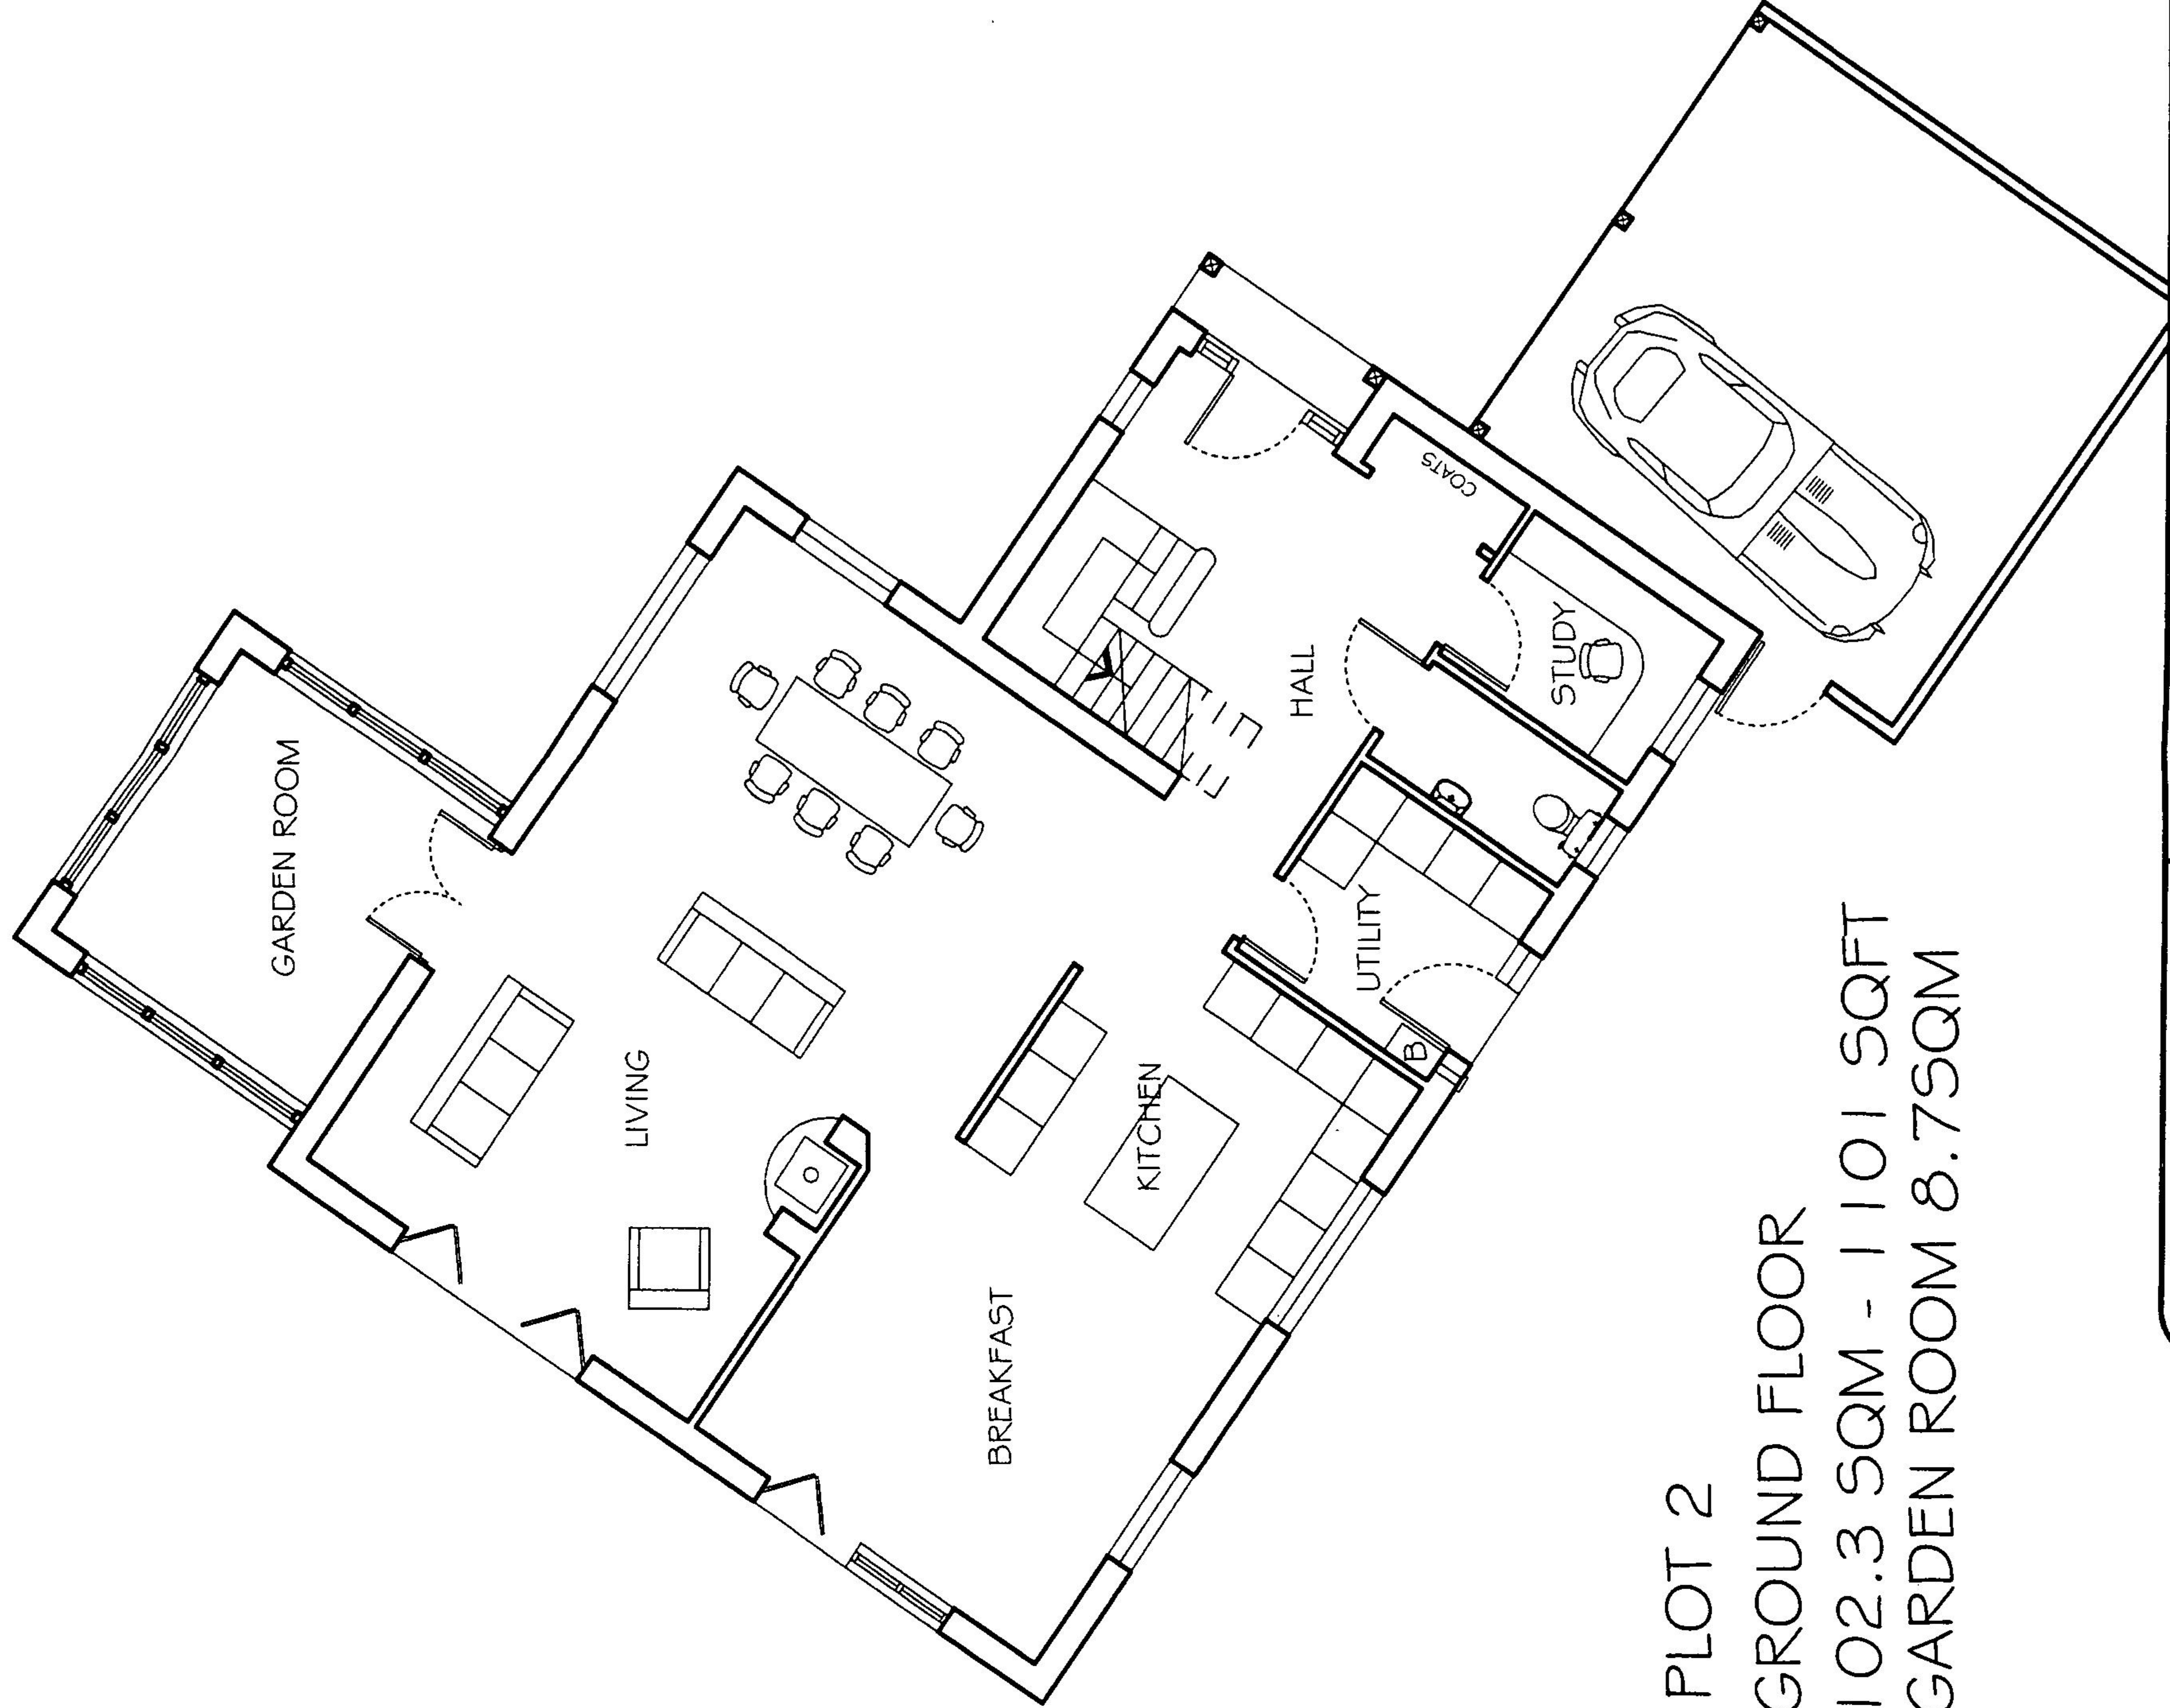 GARDEN ROOM
LIVING
BREAKFAST
KITCHEN
UTILITY
B
HALL
STUDY
COATS
PLOT 2
GROUND FLOOR
102.3 SQM - 1101 SQFT
GARDEN ROOM 8.7SQM